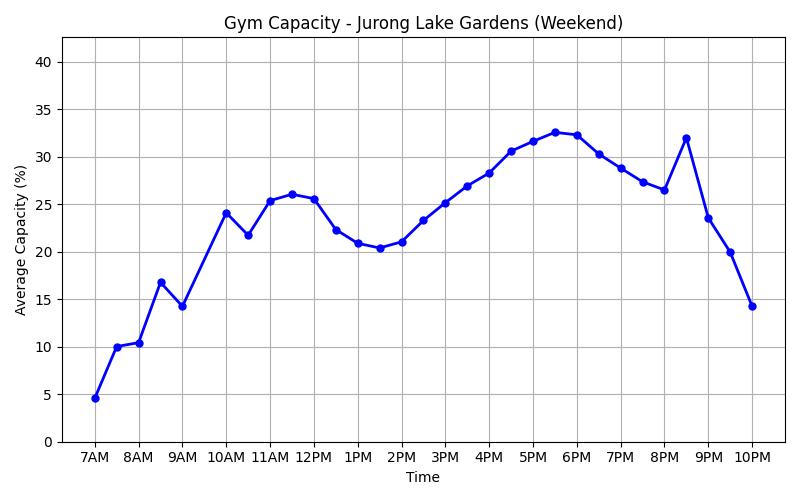 Gym Capacity - Jurong Lake Gardens (Weekend)
Average Capacity (%)
40
35
30
25
20
15
10
5
0
7AM 8AM 9AM 10AM 11AM 12PM 1PM 2PM 3PM 4PM 5PM 6PM 7PM 8PM 9PM 10PM
Time